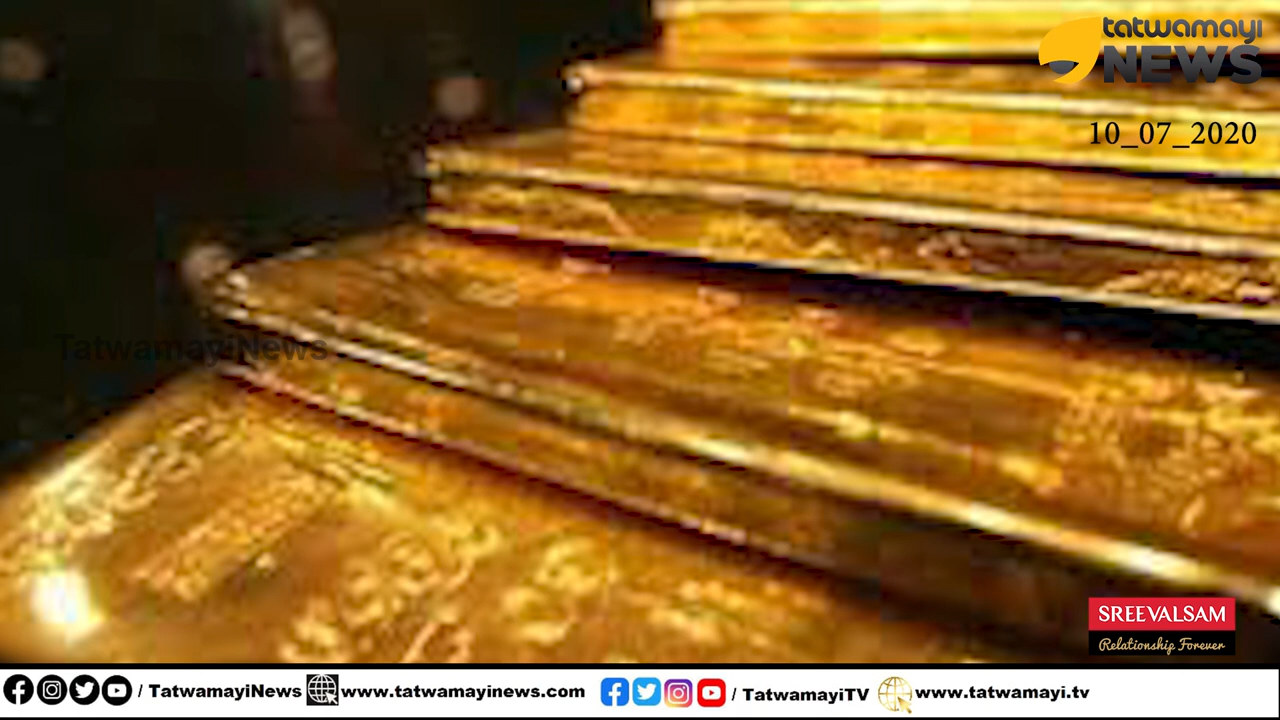 tatwamayi
NEWS
10_07_2020
TatwamayiNews
SREEVALSAM
Relationship Forever
/ TatwamayiNews www.tatwamayinews.com / TatwamayiTV www.tatwamayi.tv